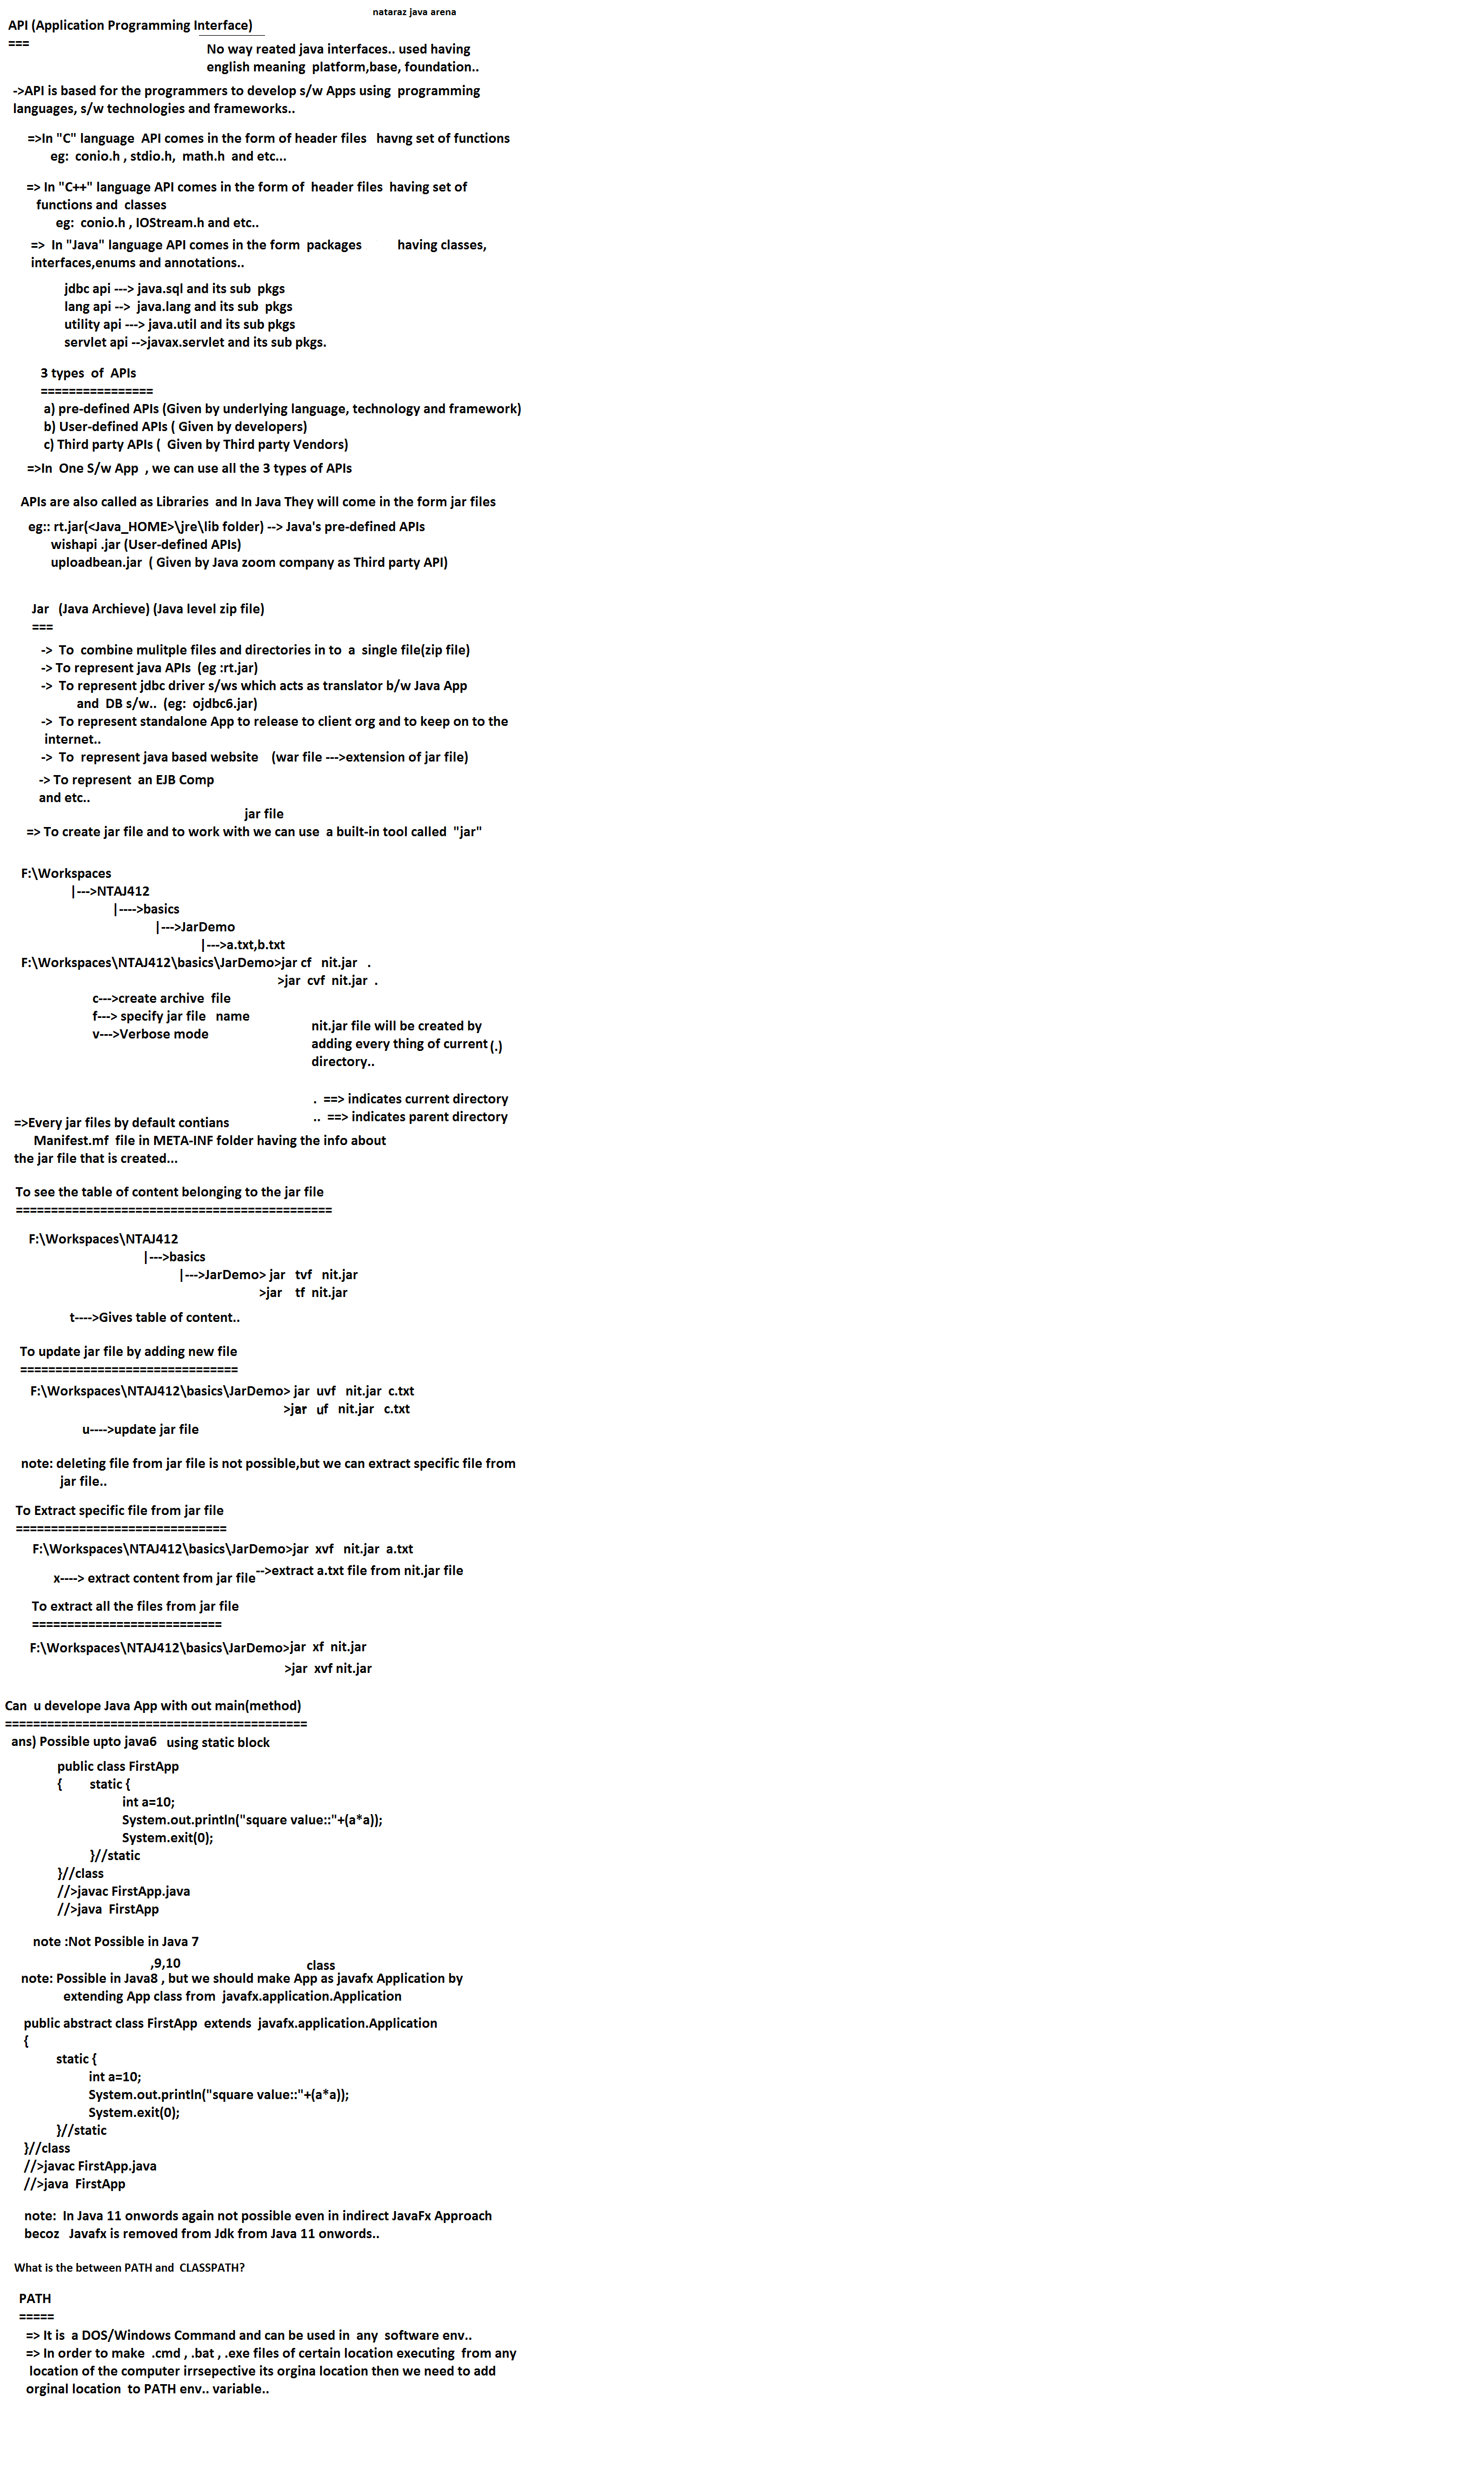 nataraz java arena
API (Application Programming Interface)
===
No way reated java interfaces.. used having
english meaning  platform,base, foundation..
->API is based for the programmers to develop s/w Apps using  programming
languages, s/w technologies and frameworks..
=>In "C" language  API comes in the form of header files   havng set of functions
eg:  conio.h , stdio.h,  math.h  and etc...
=> In "C++" language API comes in the form of  header files  having set of
functions and  classes
eg:  conio.h , IOStream.h and etc..
=>  In "Java" language API comes in the form  packages          having classes,
interfaces,enums and annotations..
jdbc api ---> java.sql and its sub  pkgs
lang api -->  java.lang and its sub  pkgs
utility api ---> java.util and its sub pkgs
servlet api -->javax.servlet and its sub pkgs.
3 types  of  APIs
================
a) pre-defined APIs (Given by underlying language, technology and framework)
b) User-defined APIs ( Given by developers)
c) Third party APIs (  Given by Third party Vendors)
=>In  One S/w App  , we can use all the 3 types of APIs
APIs are also called as Libraries  and In Java They will come in the form jar files
eg:: rt.jar(<Java_HOME>\jre\lib folder) --> Java's pre-defined APIs
wishapi .jar (User-defined APIs)
uploadbean.jar  ( Given by Java zoom company as Third party API)
Jar   (Java Archieve) (Java level zip file)
===
->  To  combine mulitple files and directories in to  a  single file(zip file)
-> To represent java APIs  (eg :rt.jar)
->  To represent jdbc driver s/ws which acts as translator b/w Java App
and  DB s/w..  (eg:  ojdbc6.jar)
->  To represent standalone App to release to client org and to keep on to the
internet..
->  To  represent java based website    (war file --->extension of jar file)
-> To represent  an EJB Comp
and etc..
jar file
=> To create jar file and to work with we can use  a built-in tool called  "jar"
F:\Workspaces
|--->NTAJ412
|---->basics
|--->JarDemo
|--->a.txt,b.txt
F:\Workspaces\NTAJ412\basics\JarDemo>jar cf   nit.jar   .
>jar  cvf  nit.jar  .
c--->create archive  file
f---> specify jar file   name
v--->Verbose mode
nit.jar file will be created by
adding every thing of current (.)
directory..
.  ==> indicates current directory
..  ==> indicates parent directory
=>Every jar files by default contians
Manifest.mf  file in META-INF folder having the info about
the jar file that is created...
To see the table of content belonging to the jar file
=============================================
F:\Workspaces\NTAJ412
|--->basics
|--->JarDemo> jar   tvf   nit.jar
>jar    tf  nit.jar
t---->Gives table of content..
To update jar file by adding new file
===============================
F:\Workspaces\NTAJ412\basics\JarDemo> jar  uvf   nit.jar  c.txt
>jar   uf   nit.jar   c.txt
u---->update jar file
note: deleting file from jar file is not possible,but we can extract specific file from
jar file..
To Extract specific file from jar file
==============================
F:\Workspaces\NTAJ412\basics\JarDemo>jar  xvf   nit.jar  a.txt
-->extract a.txt file from nit.jar file
x----> extract content from jar file
To extract all the files from jar file
===========================
F:\Workspaces\NTAJ412\basics\JarDemo>jar  xf  nit.jar
>jar  xvf nit.jar
Can  u develope Java App with out main(method)
===========================================
ans) Possible upto java6   using static block
public class FirstApp
{        static {
int a=10;
System.out.println("square value::"+(a*a));
System.exit(0);
}//static
}//class
//>javac FirstApp.java
//>java  FirstApp
note :Not Possible in Java 7
,9,10
class
note: Possible in Java8 , but we should make App as javafx Application by
extending App class from  javafx.application.Application
public abstract class FirstApp  extends  javafx.application.Application
{
static {
int a=10;
System.out.println("square value::"+(a*a));
System.exit(0);
}//static
}//class
//>javac FirstApp.java
//>java  FirstApp
note:  In Java 11 onwords again not possible even in indirect JavaFx Approach
becoz   Javafx is removed from Jdk from Java 11 onwords..
What is the between PATH and  CLASSPATH?
PATH
=====
=> It is  a DOS/Windows Command and can be used in  any  software env..
=> In order to make  .cmd , .bat , .exe files of certain location executing  from any
location of the computer irrsepective its orgina location then we need to add
orginal location  to PATH env.. variable..